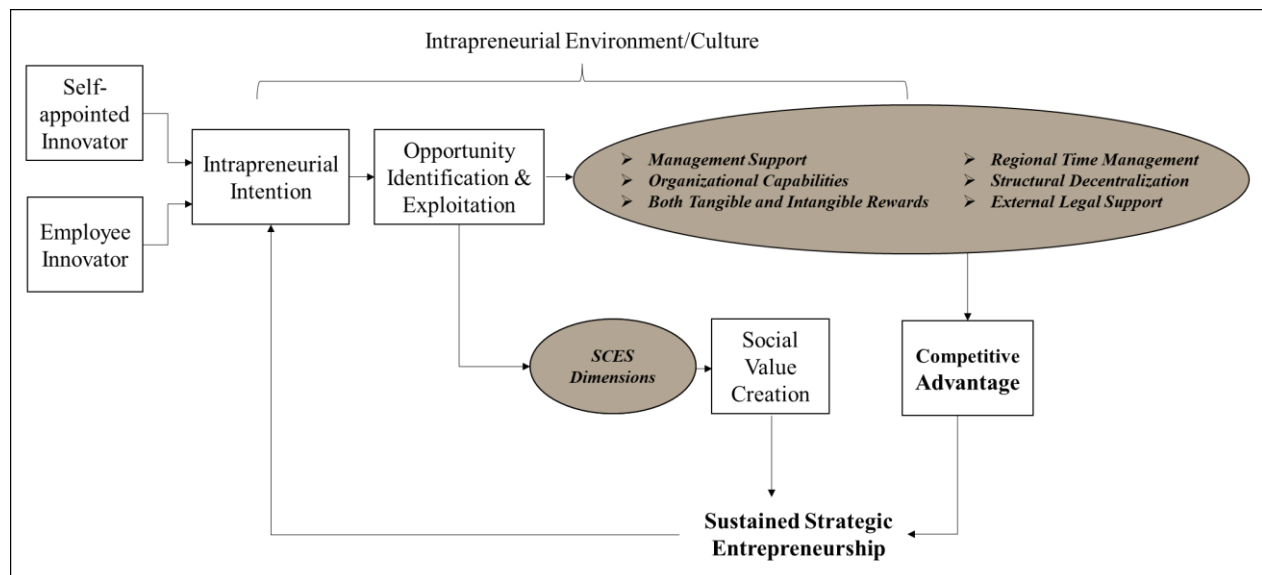 Intrapreneurial Environment/Culture
Self-
appointed
Innovator
Employee
Innovator
Intrapreneurial
Intention
Opportunity
Identification &
Exploitation
➢ Management Support
➢ Organizational Capabilities
➢ Both Tangible and Intangible Rewards
➢ Regional Time Management
➢ Structural Decentralization
➢ External Legal Support
SCES
Dimensions
Social
Value
Creation
Competitive
Advantage
Sustained Strategic
Entrepreneurship